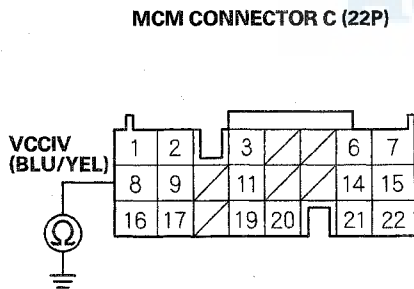 MCM CONNECTOR C (22P)
VCCIV
(BLU/YEL)
1 2 3 6 7
8 9 11 14 15
16 17 19 20 21 22
Ω